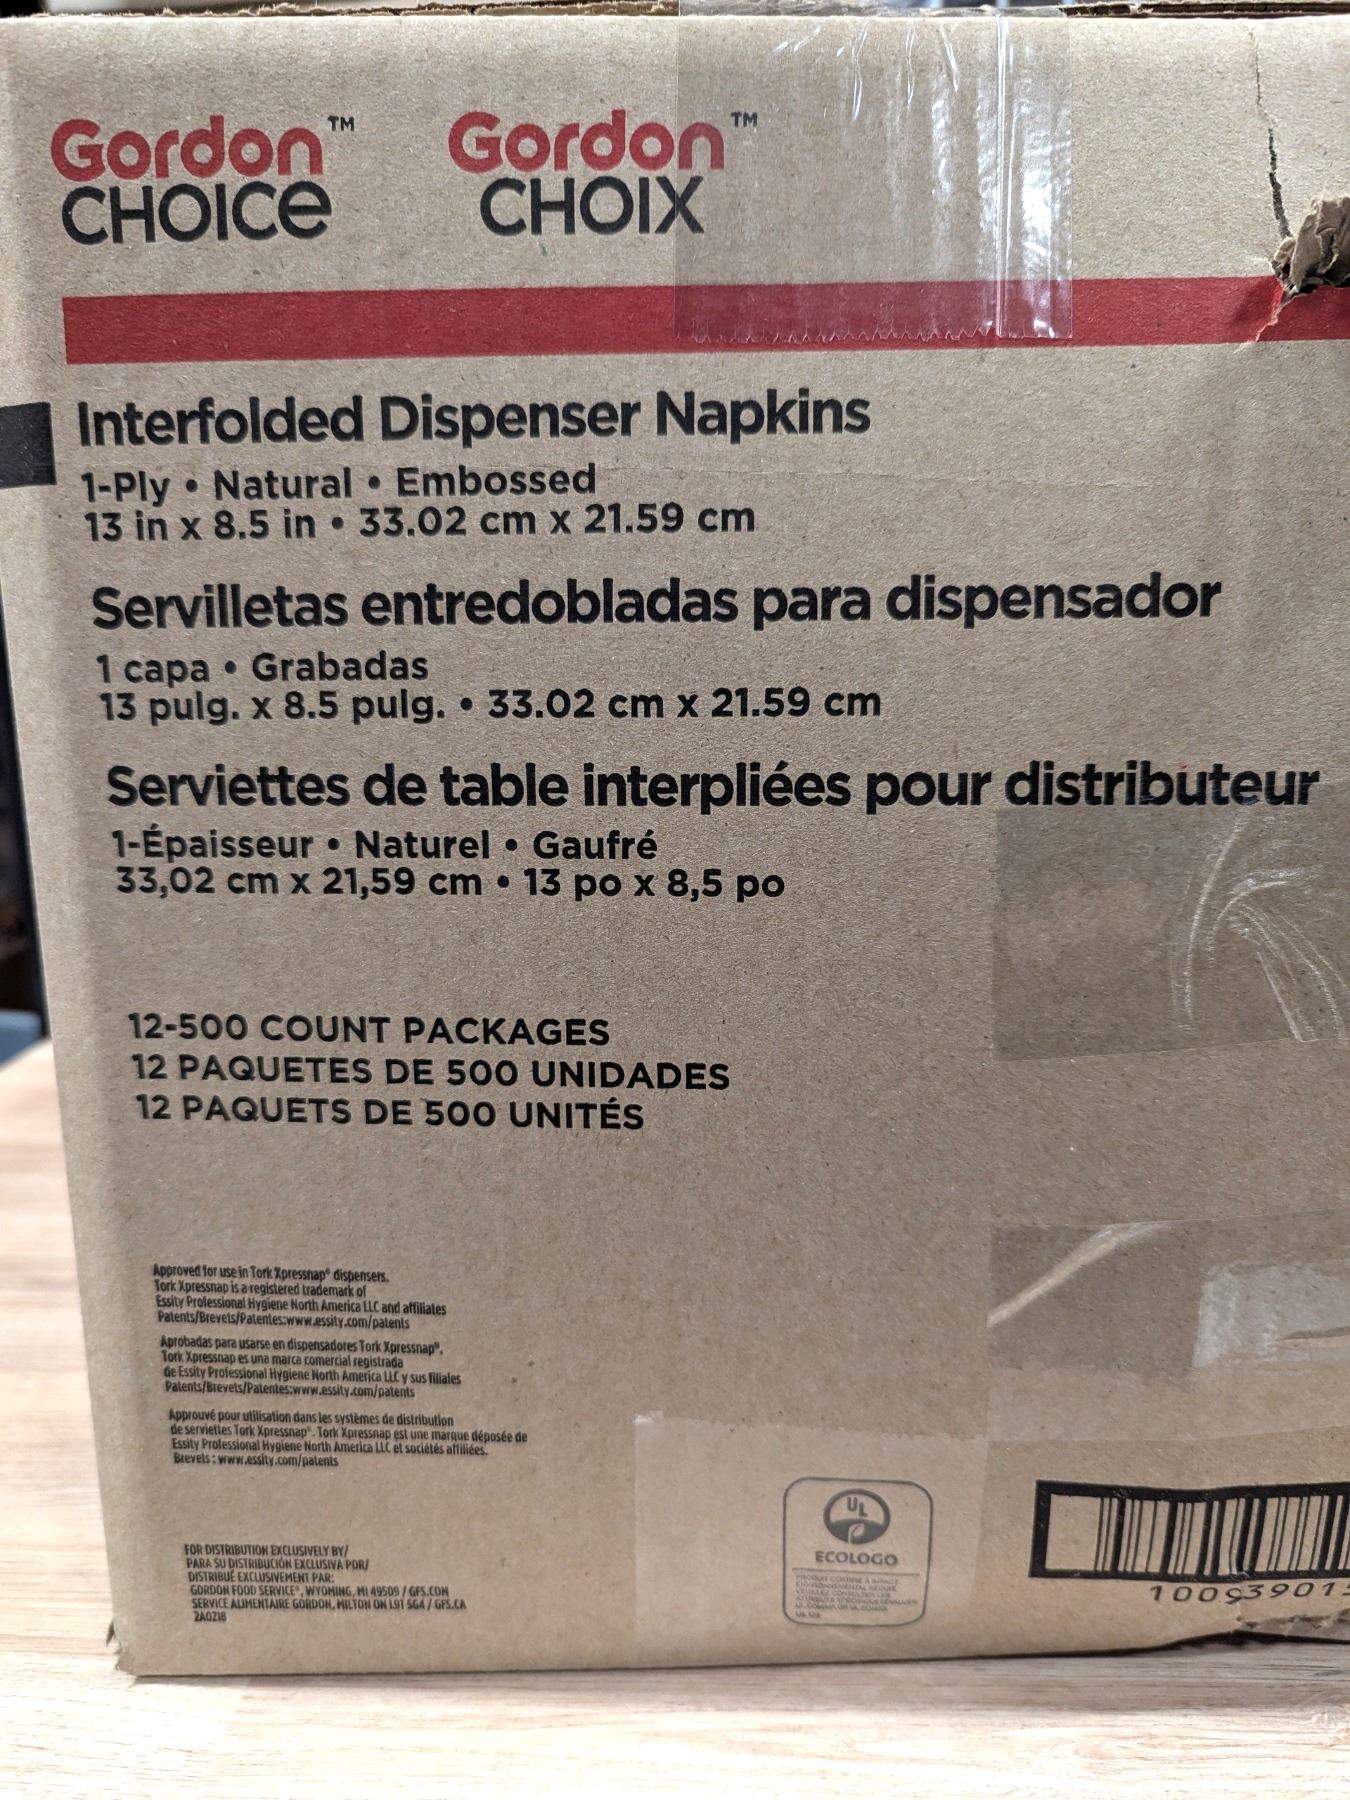 Gordon™
CHOICe
Gordon™
CHOIX
Interfolded Dispenser Napkins
1-Ply • Natural • Embossed
13 in x 8.5 in • 33.02 cm x 21.59 cm
Servilletas entredobladas para dispensador
1 capa • Grabadas
13 pulg. x 8.5 pulg. • 33.02 cm x 21.59 cm
Serviettes de table interpliées pour distributeur
1-Épaisseur • Naturel • Gaufré
33,02 cm x 21,59 cm • 13 po x 8,5 po
12-500 COUNT PACKAGES
12 PAQUETES DE 500 UNIDADES
12 PAQUETS DE 500 UNITÉS
Approved for use in Tork Xpressnap® dispensers.
Tork Xpressnap is a registered trademark of
Essity Professional Hygiene North America LLC and affiliates
Patents/Brevets/Patentes:www.essity.com/patents
Aprobadas para usarse en dispensadores Tork Xpressnap®.
Tork Xpressnap es una marca comercial registrada
de Essity Professional Hygiene North America LLC y sus filiales
Patents/Brevets/Patentes:www.essity.com/patents
Approuvé pour utilisation dans les systèmes de distribution
de serviettes Tork Xpressnap®. Tork Xpressnap est une marque déposée de
Essity Professional Hygiene North America LLC et sociétés affiliées.
Brevets : www.essity.com/patents
FOR DISTRIBUTION EXCLUSIVELY BY/
PARA SU DISTRIBUCIÓN EXCLUSIVA POR/
DISTRIBUÉ EXCLUSIVEMENT PAR:
GORDON FOOD SERVICE®, WYOMING, MI 49509 / GFS.COM
SERVICE ALIMENTAIRE GORDON, MILTON ON L9T 5G4 / GFS.CA
2A0Z18
UL
ECOLOGO
PRODUIT CERTIFIÉ À IMPACT
ENVIRONNEMENTAL RÉDUIT.
VEUILLEZ CONSULTER LES